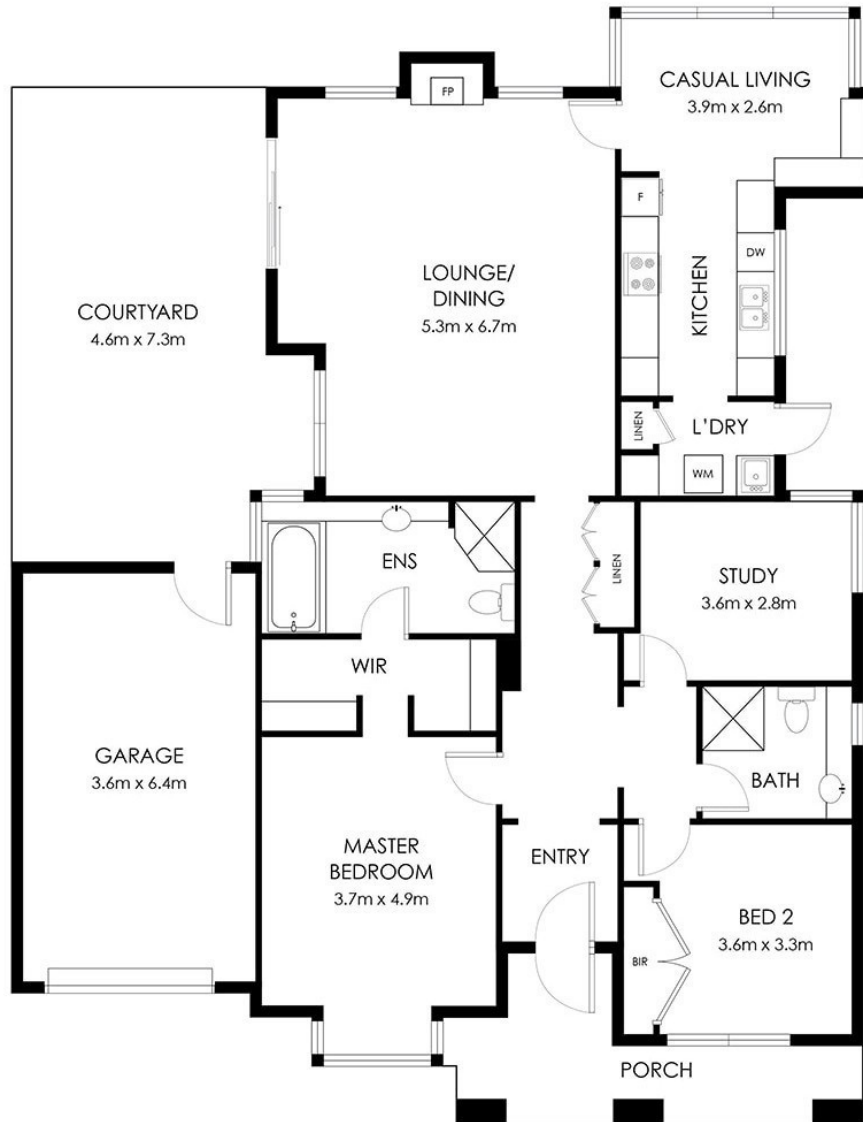 CASUAL LIVING
3.9m x 2.6m
FP
F
DW
KITCHEN
LOUNGE/
DINING
5.3m x 6.7m
COURTYARD
4.6m x 7.3m
LINEN
L'DRY
WM
ENS
LINEN
STUDY
3.6m x 2.8m
WIR
GARAGE
3.6m x 6.4m
BATH
MASTER
BEDROOM
3.7m x 4.9m
ENTRY
BED 2
3.6m x 3.3m
BIR
PORCH